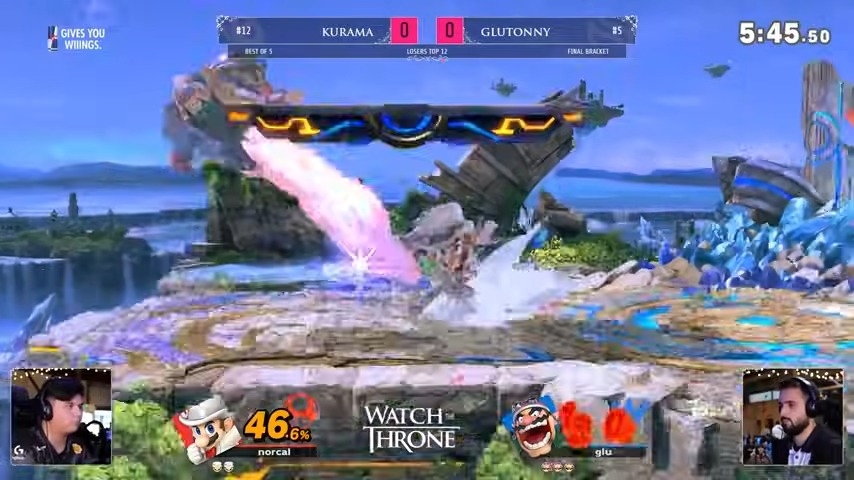 GIVES YOU
WIIINGS.
#12 KURAMA 0 0 GLUTONNY #5
BEST OF 5 LOSERS TOP 12 FINAL BRACKET
5:45.50
46.6%
norcal
WATCH
THE
THRONE
glu